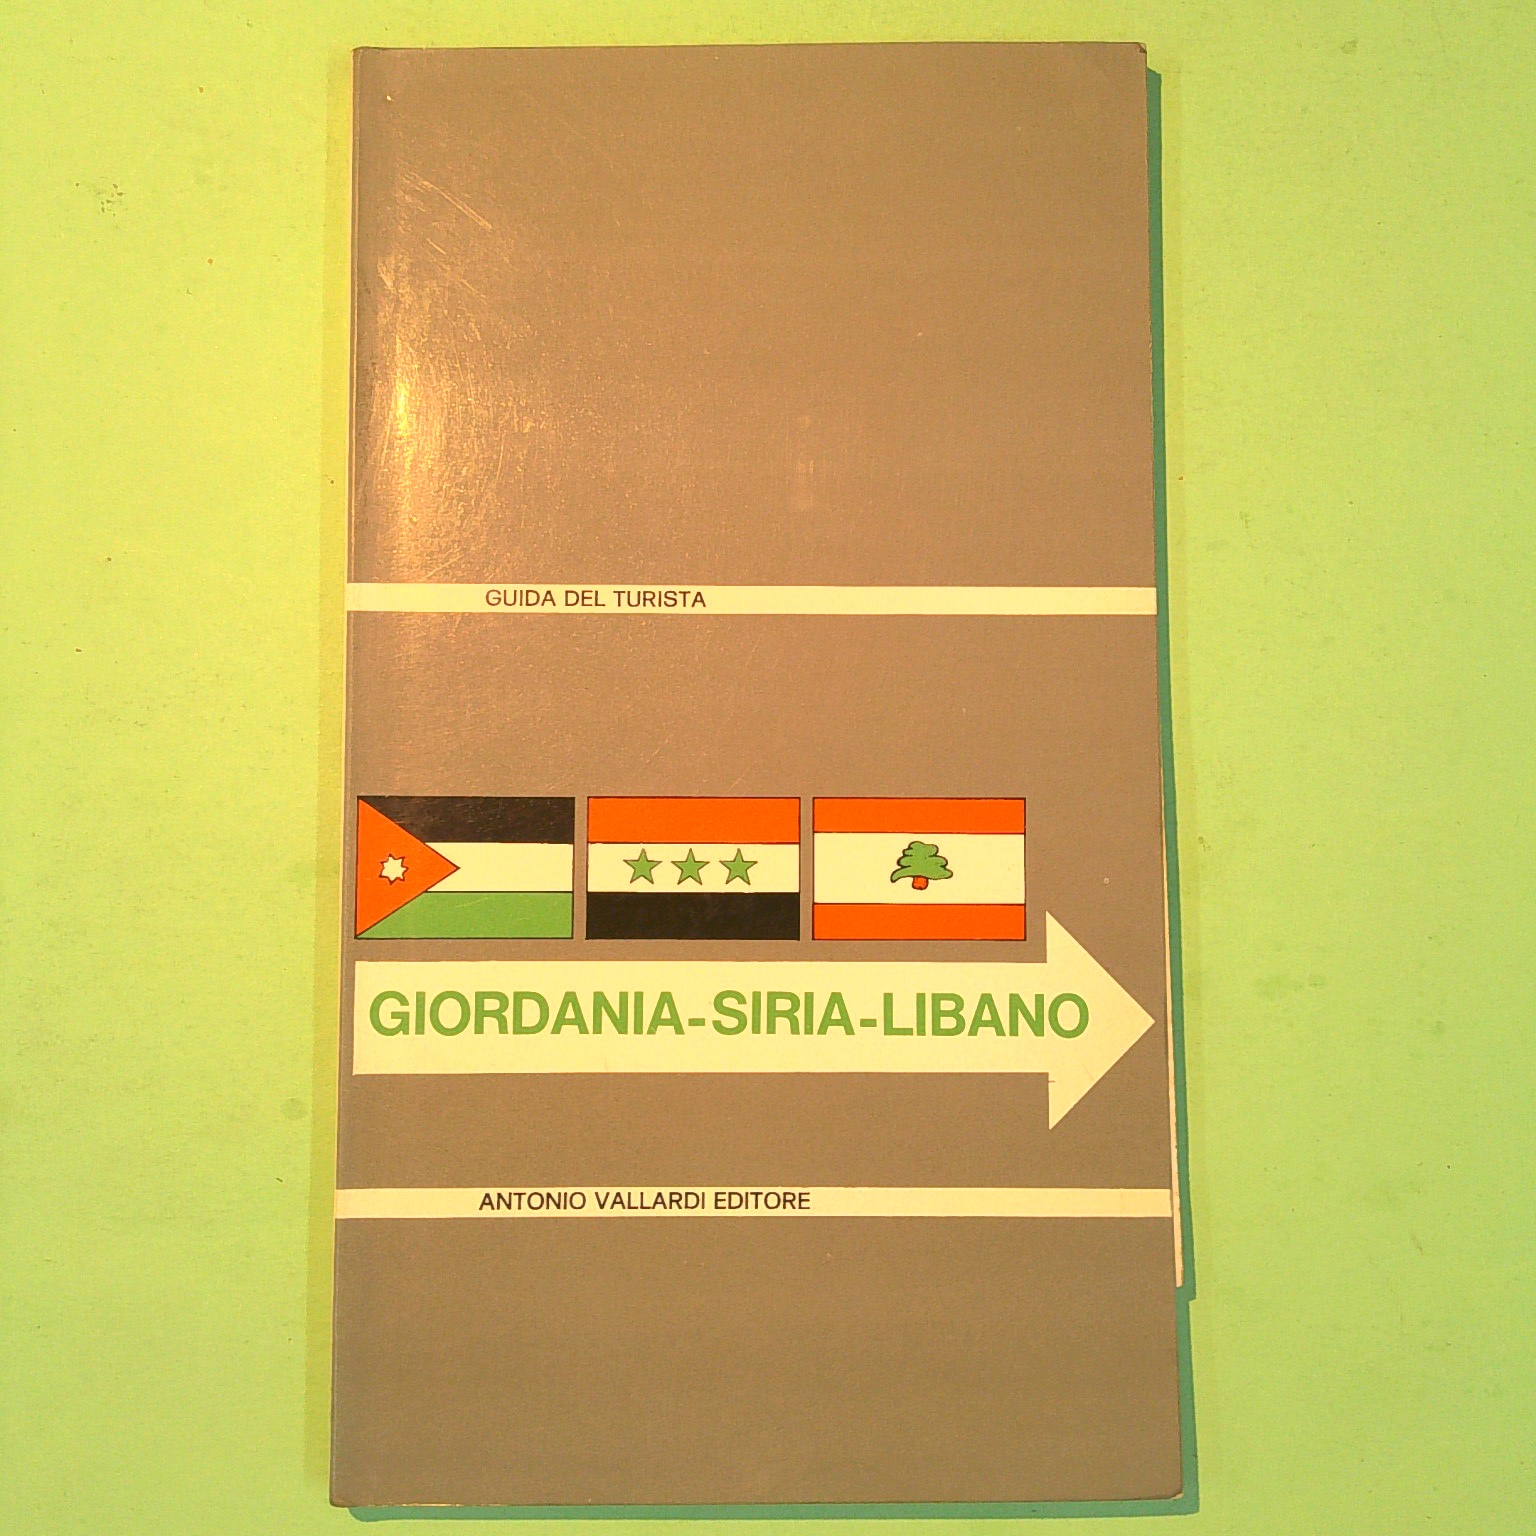 GUIDA DEL TURISTA
GIORDANIA-SIRIA-LIBANO
ANTONIO VALLARDI EDITORE